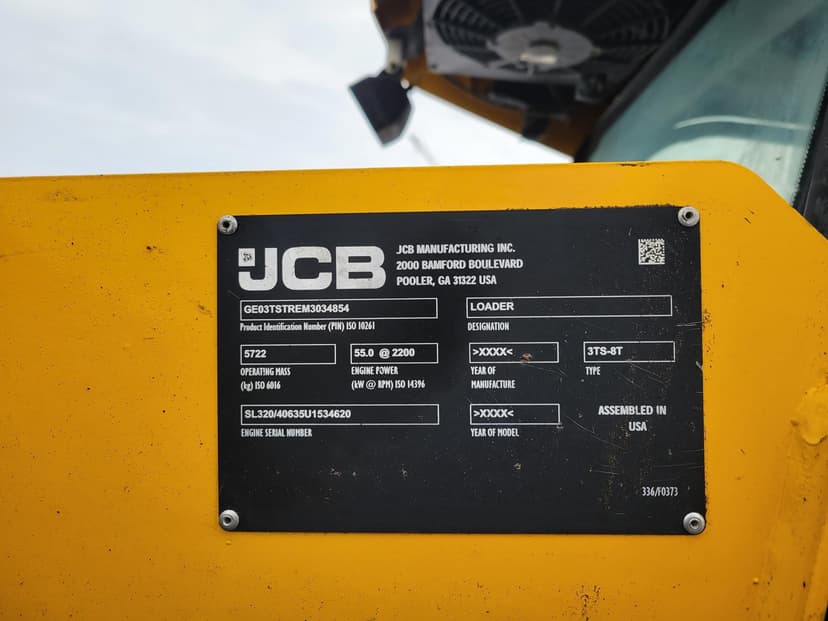 JCB
JCB MANUFACTURING INC.
2000 BAMFORD BOULEVARD
POOLER, GA 31322 USA
GE03TSTREM3034854
Product Identification Number (PIN) ISO 10261
LOADER
DESIGNATION
5722
OPERATING MASS
(kg) ISO 6016
55.0 @ 2200
ENGINE POWER
(kW @ RPM) ISO 14396
>XXXX<
YEAR OF
MANUFACTURE
3TS-8T
TYPE
SL320/40635U1534620
ENGINE SERIAL NUMBER
>XXXX<
YEAR OF MODEL
ASSEMBLED IN
USA
336/F0373